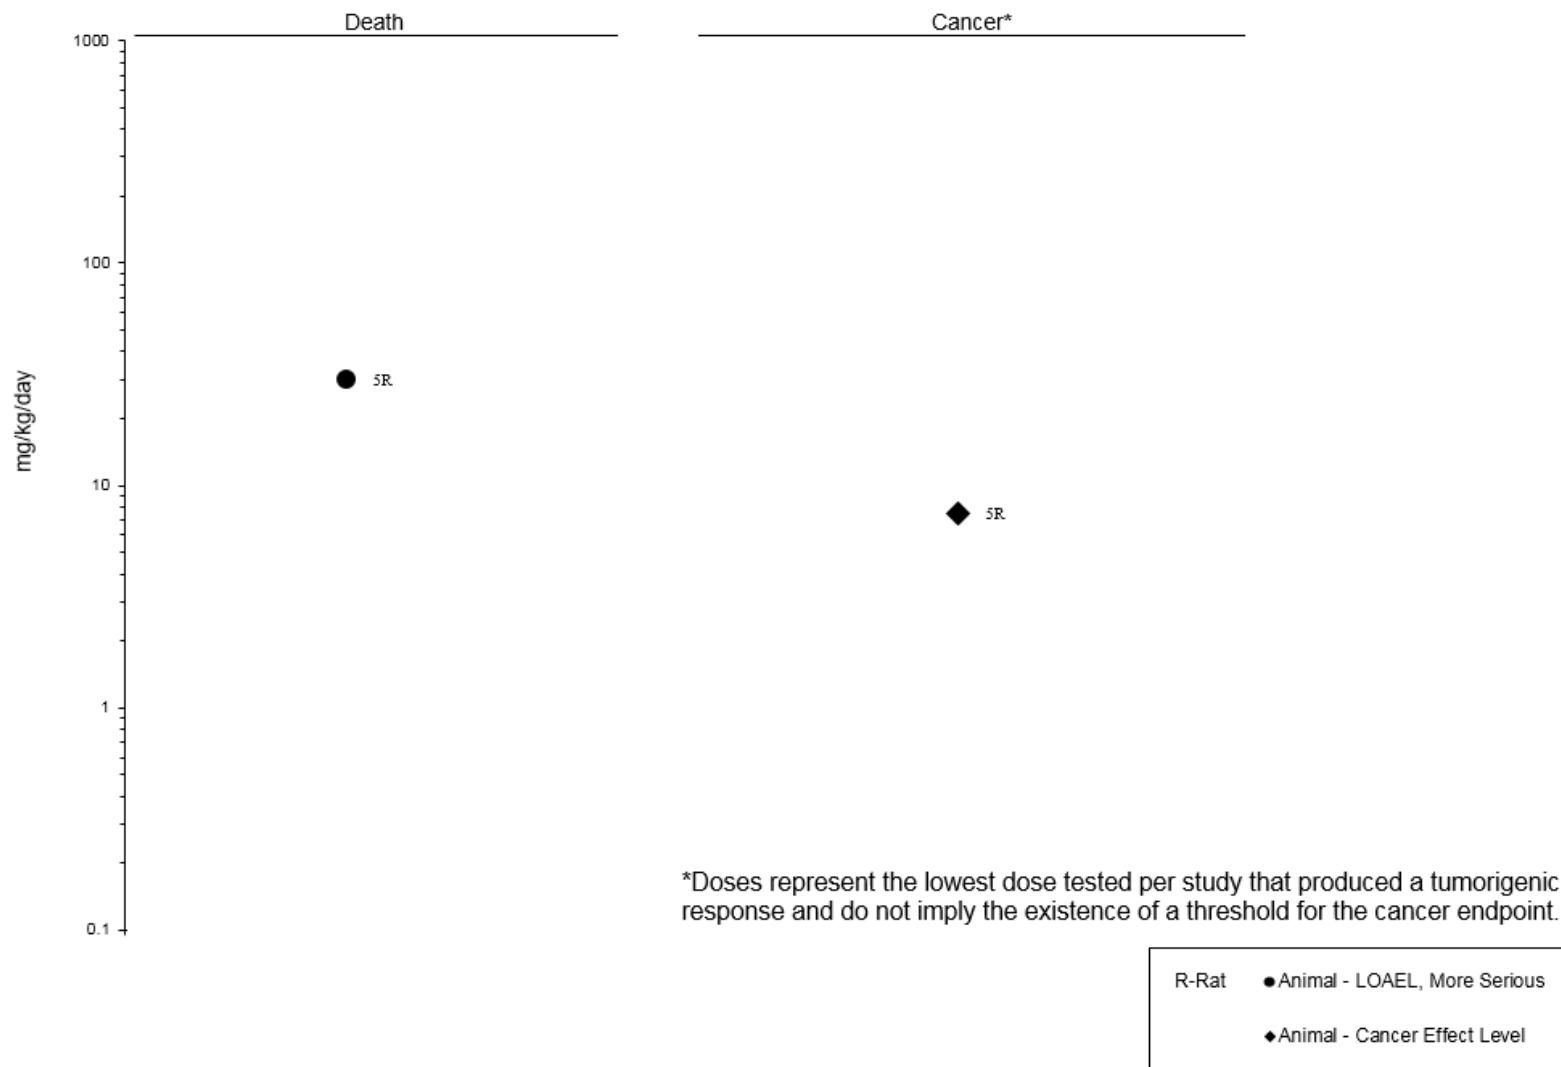 Death
Cancer*
1000
100
10
1
0.1
mg/kg/day
5R
5R
*Doses represent the lowest dose tested per study that produced a tumorigenic
response and do not imply the existence of a threshold for the cancer endpoint.
R-Rat
Animal - LOAEL, More Serious
Animal - Cancer Effect Level